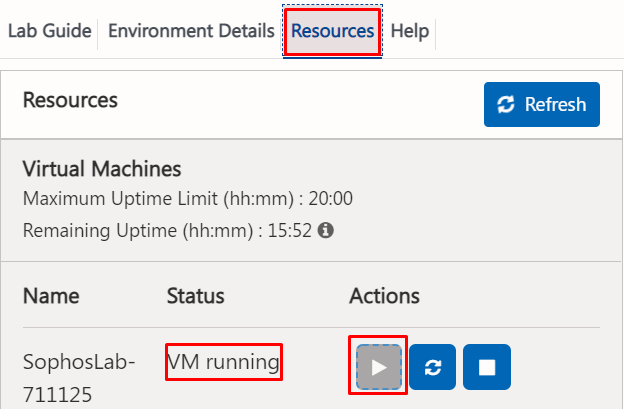 Lab Guide Environment Details Resources Help
Resources Refresh
Virtual Machines
Maximum Uptime Limit (hh:mm) : 20:00
Remaining Uptime (hh:mm) : 15:52
Name Status Actions
SophosLab- VM running
711125